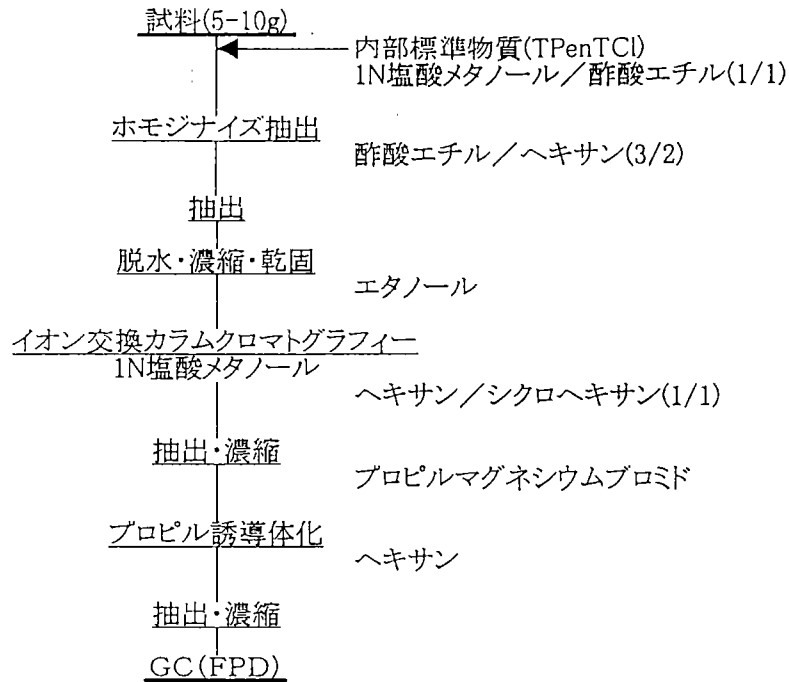 試料(5-10g)
内部標準物質(TPenTCl)
1N塩酸メタノール／酢酸エチル(1/1)
ホモジナイズ抽出
酢酸エチル／ヘキサン(3/2)
抽出
脱水・濃縮・乾固
エタノール
イオン交換カラムクロマトグラフィー
1N塩酸メタノール
ヘキサン／シクロヘキサン(1/1)
抽出・濃縮
プロピルマグネシウムブロミド
プロピル誘導体化
ヘキサン
抽出・濃縮
GC(FPD)